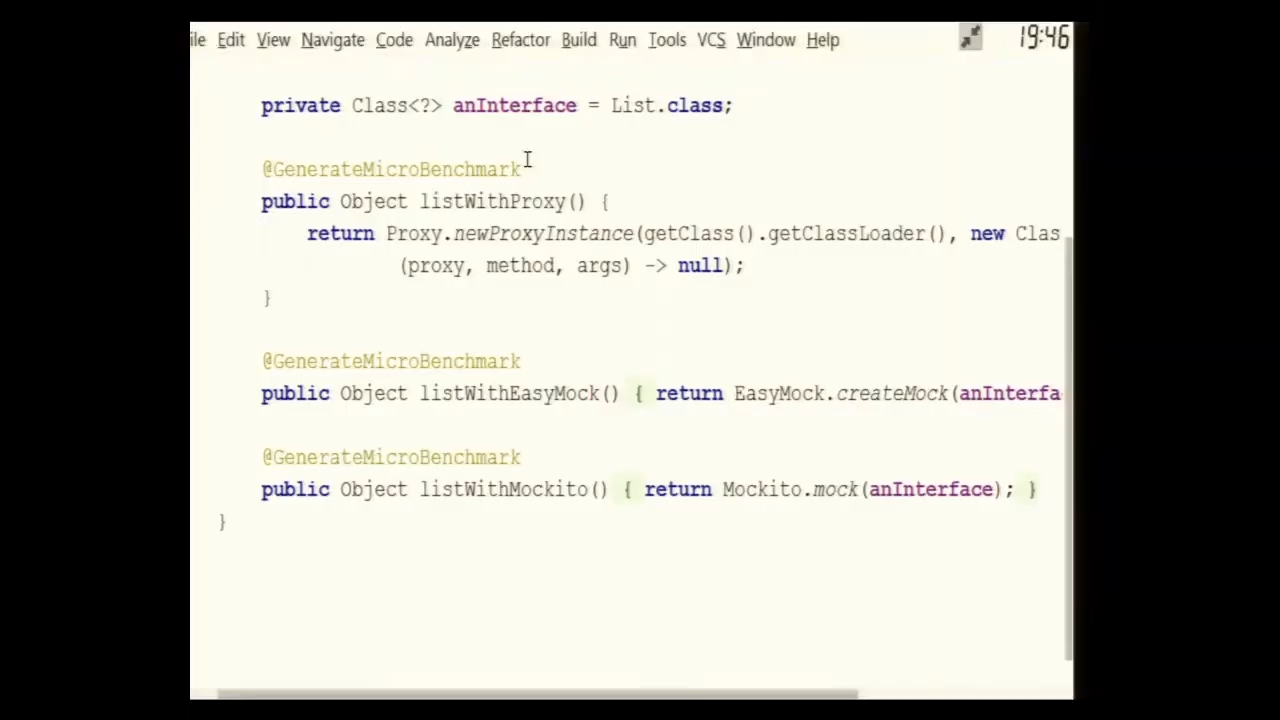 ile Edit View Navigate Code Analyze Refactor Build Run Tools VCS Window Help 19:46
private Class<?> anInterface = List.class;
@GenerateMicroBenchmark
public Object listWithProxy() {
return Proxy.newProxyInstance(getClass().getClassLoader(), new Clas
(proxy, method, args) -> null);
}
@GenerateMicroBenchmark
public Object listWithEasyMock() { return EasyMock.createMock(anInterfa
@GenerateMicroBenchmark
public Object listWithMockito() { return Mockito.mock(anInterface); }
}